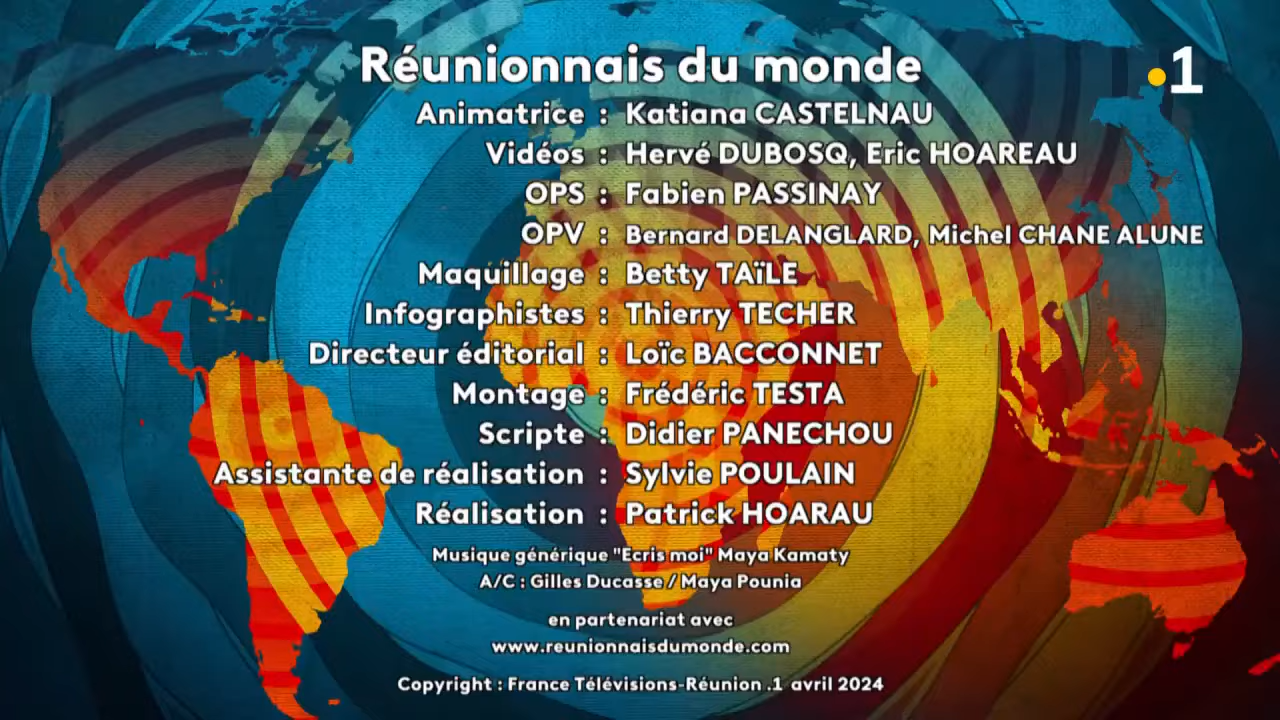 Réunionnais du monde
.1
Animatrice : Katiana CASTELNAU
Vidéos : Hervé DUBOSQ, Eric HOAREAU
OPS : Fabien PASSINAY
OPV : Bernard DELANGLARD, Michel CHANE ALUNE
Maquillage : Betty TAÏLE
Infographistes : Thierry TECHER
Directeur éditorial : Loïc BACCONNET
Montage : Frédéric TESTA
Scripte : Didier PANECHOU
Assistante de réalisation : Sylvie POULAIN
Réalisation : Patrick HOARAU
Musique générique "Ecris moi" Maya Kamaty
A/C : Gilles Ducasse / Maya Pounia
en partenariat avec
www.reunionnaisdumonde.com
Copyright : France Télévisions-Réunion .1 avril 2024